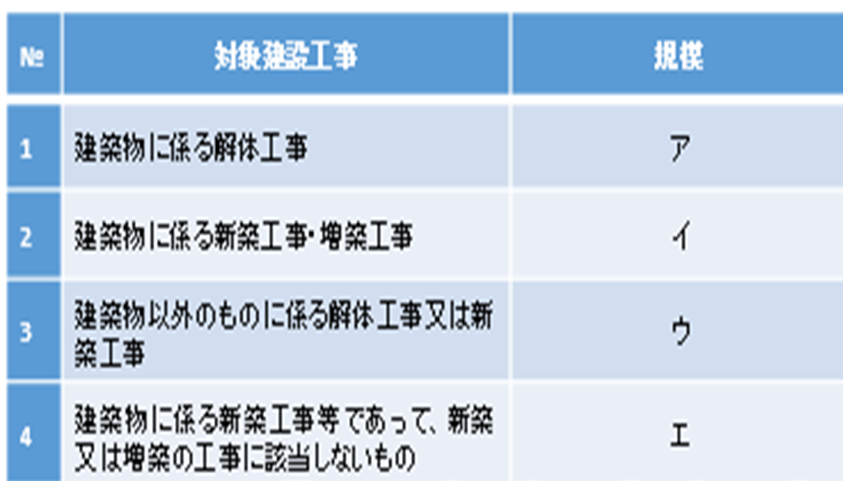 № 対象建設工事 規模
1 建築物に係る解体工事 ア
2 建築物に係る新築工事・増築工事 イ
3 建築物以外のものに係る解体工事又は新
築工事 ウ
4 建築物に係る新築工事等であって、新築
又は増築の工事に該当しないもの エ